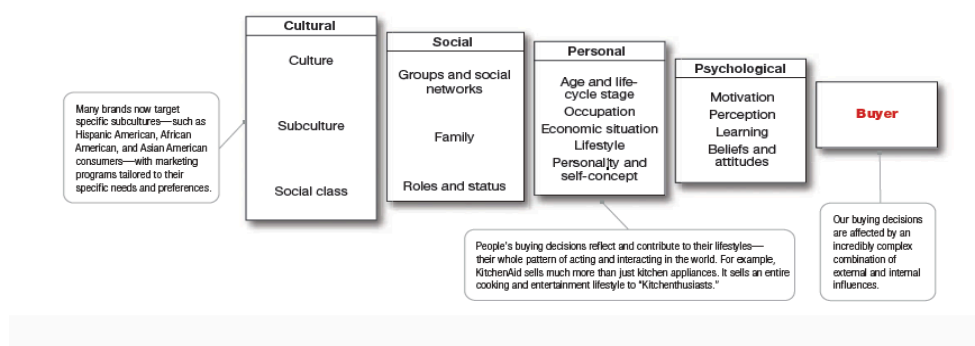 Cultural
Culture
Subculture
Social class
Social
Groups and social
networks
Family
Roles and status
Personal
Age and life-
cycle stage
Occupation
Economic situation
Lifestyle
Personality and
self-concept
Psychological
Motivation
Perception
Learning
Beliefs and
attitudes
Buyer
Many brands now target
specific subcultures—such as
Hispanic American, African
American, and Asian American
consumers—with marketing
programs tailored to their
specific needs and preferences.
People's buying decisions reflect and contribute to their lifestyles—
their whole pattern of acting and interacting in the world. For example,
KitchenAid sells much more than just kitchen appliances. It sells an entire
cooking and entertainment lifestyle to “Kitchenthusiasts.”
Our buying decisions
are affected by an
incredibly complex
combination of
external and internal
influences.